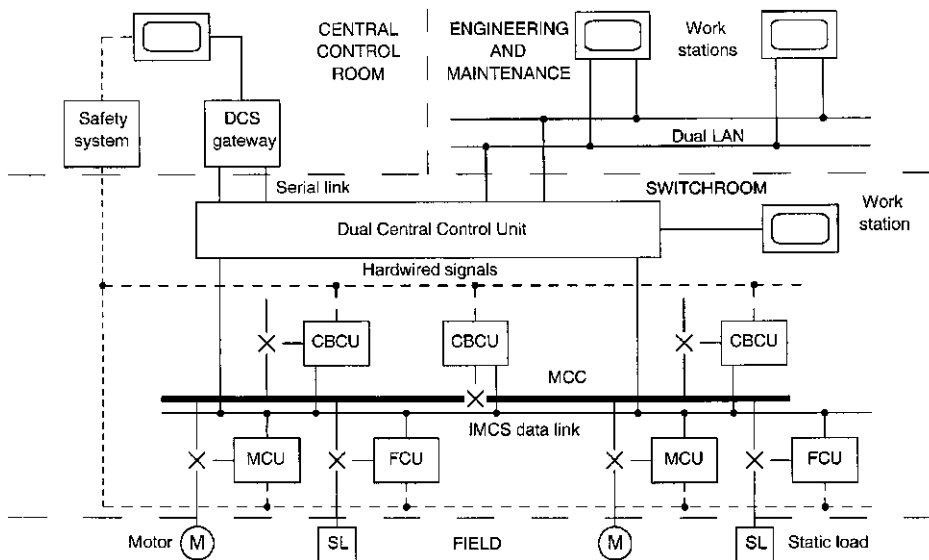 CENTRAL
CONTROL
ROOM
ENGINEERING
AND
MAINTENANCE
Work
stations
Safety
system
DCS
gateway
Dual LAN
Serial link
SWITCHROOM
Work
station
Dual Central Control Unit
Hardwired signals
CBCU
CBCU
CBCU
MCC
IMCS data link
MCU
FCU
MCU
FCU
Motor
M
SL
FIELD
M
SL
Static load